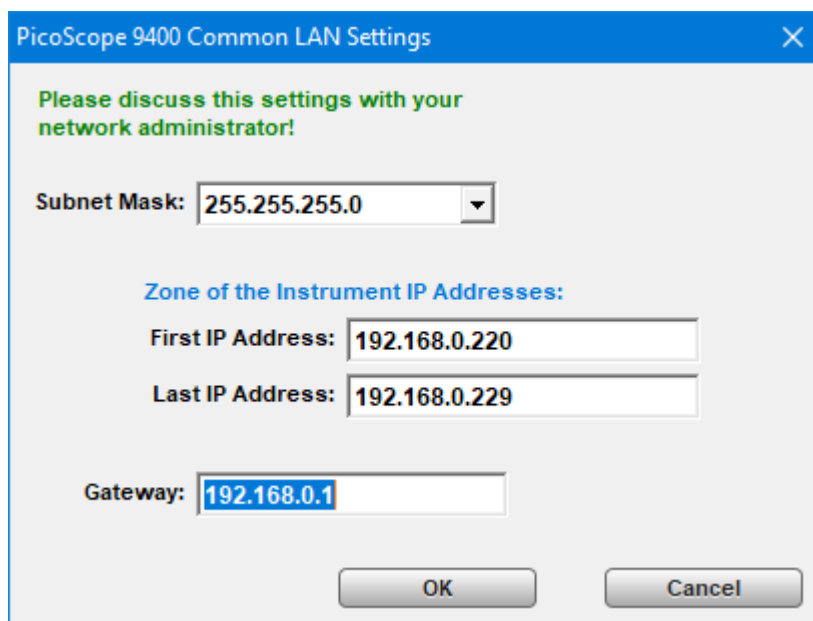 PicoScope 9400 Common LAN Settings
Please discuss this settings with your
network administrator!
Subnet Mask: 255.255.255.0
Zone of the Instrument IP Addresses:
First IP Address: 192.168.0.220
Last IP Address: 192.168.0.229
Gateway: 192.168.0.1
OK Cancel